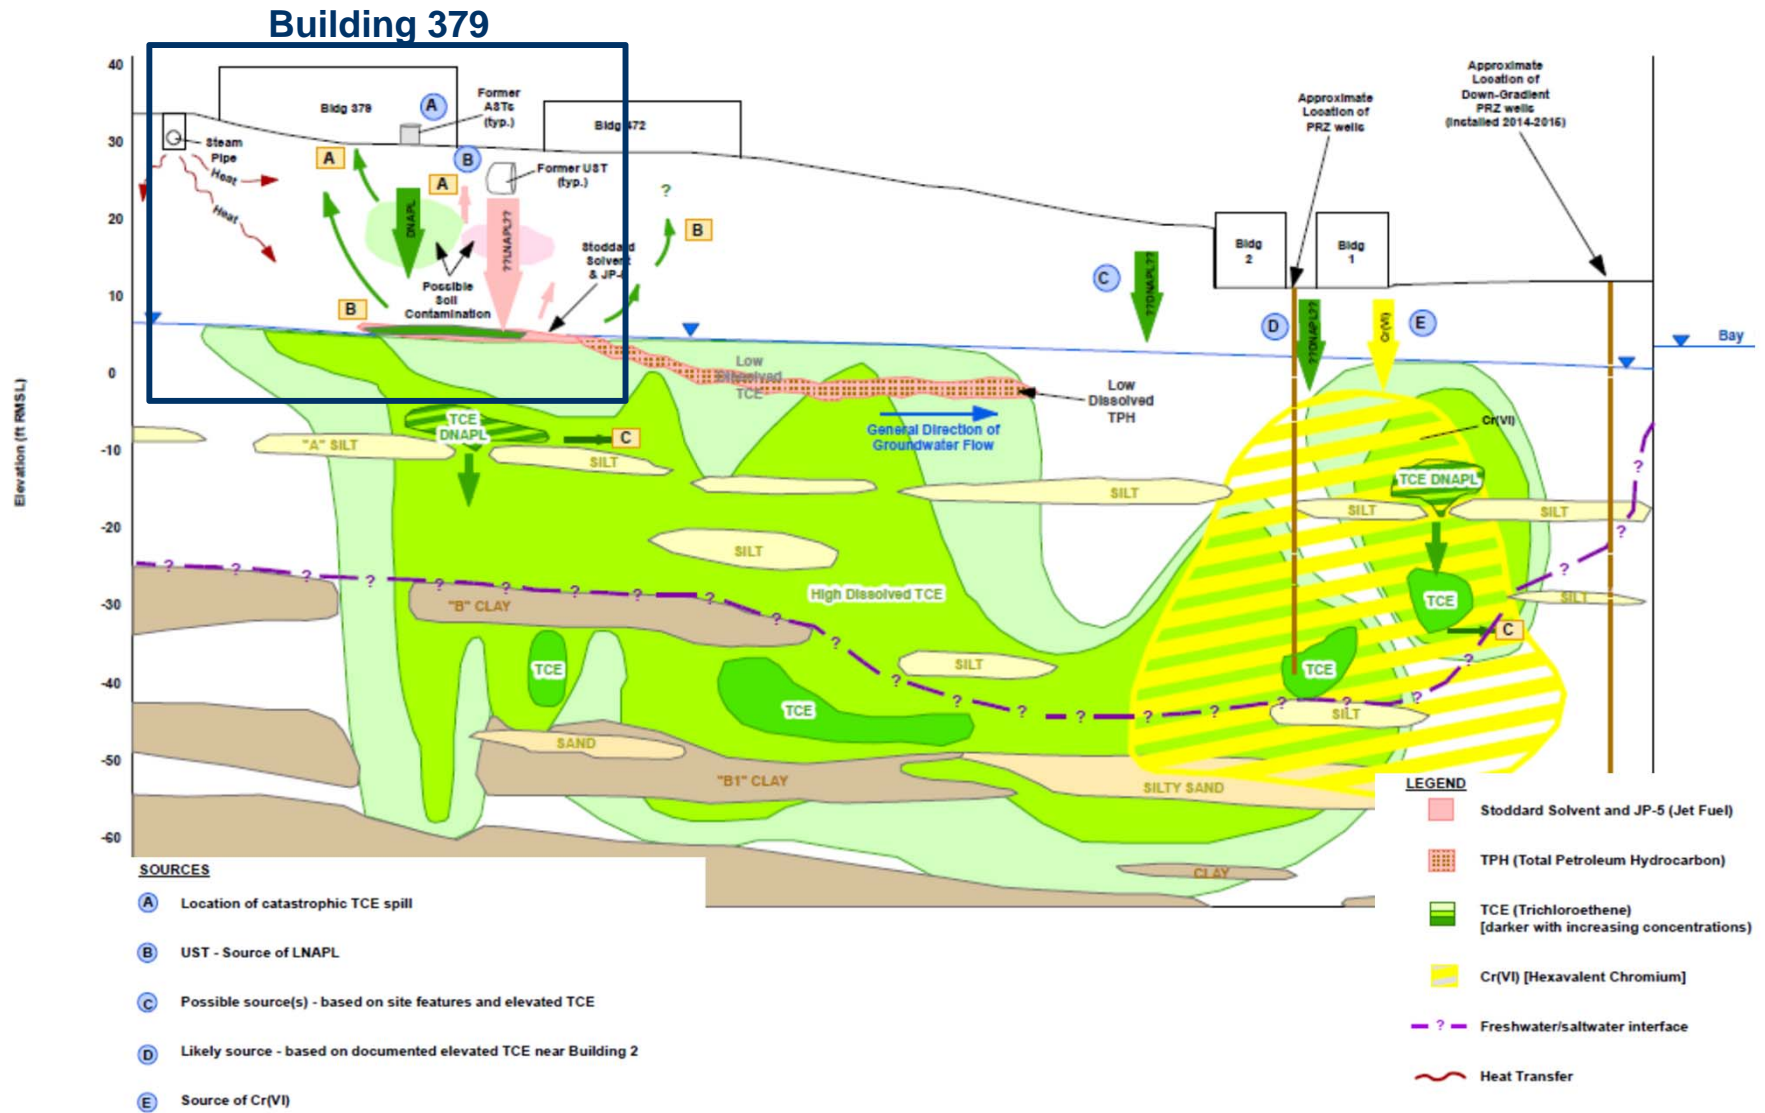 Building 379
40
30
20
10
0
-10
-20
-30
-40
-50
-60
Elevation (ft RMSL)
Bldg 379
A
Former
ASTs
(typ.)
Bldg 472
Steam
Pipe
Heat
Heat
A
B
A
Former UST
(typ.)
DNAPL
??LNAPL??
Possible
Soil
Contamination
Stoddard
Solvent
B
?
B
C
??DNAPL??
Bldg
2
Bldg
1
Approximate
Location of
PRZ wells
Approximate
Location of
Down-Gradient
PRZ wells
(Installed 2014-2015)
D
??DNAPL??
Cr(VI)
E
Bay
Low
Dissolved
TCE
Low
Dissolved
TPH
General Direction of
Groundwater Flow
TCE
DNAPL
C
"A" SILT
SILT
SILT
SILT
Cr(VI)
TCE DNAPL
SILT
SILT
"B" CLAY
High Dissolved TCE
TCE
SILT
C
TCE
SILT
TCE
TCE
SILT
SAND
"B1" CLAY
SILTY SAND
CLAY
? ? ? ? ? ? ? ? ? ? ? ? ? ? ? ? ? ? ? ? ? ? ?
SOURCES
A Location of catastrophic TCE spill
B UST - Source of LNAPL
C Possible source(s) - based on site features and elevated TCE
D Likely source - based on documented elevated TCE near Building 2
E Source of Cr(VI)
LEGEND
Stoddard Solvent and JP-5 (Jet Fuel)
TPH (Total Petroleum Hydrocarbon)
TCE (Trichloroethene)
[darker with increasing concentrations)
Cr(VI) [Hexavalent Chromium]
? Freshwater/saltwater interface
Heat Transfer